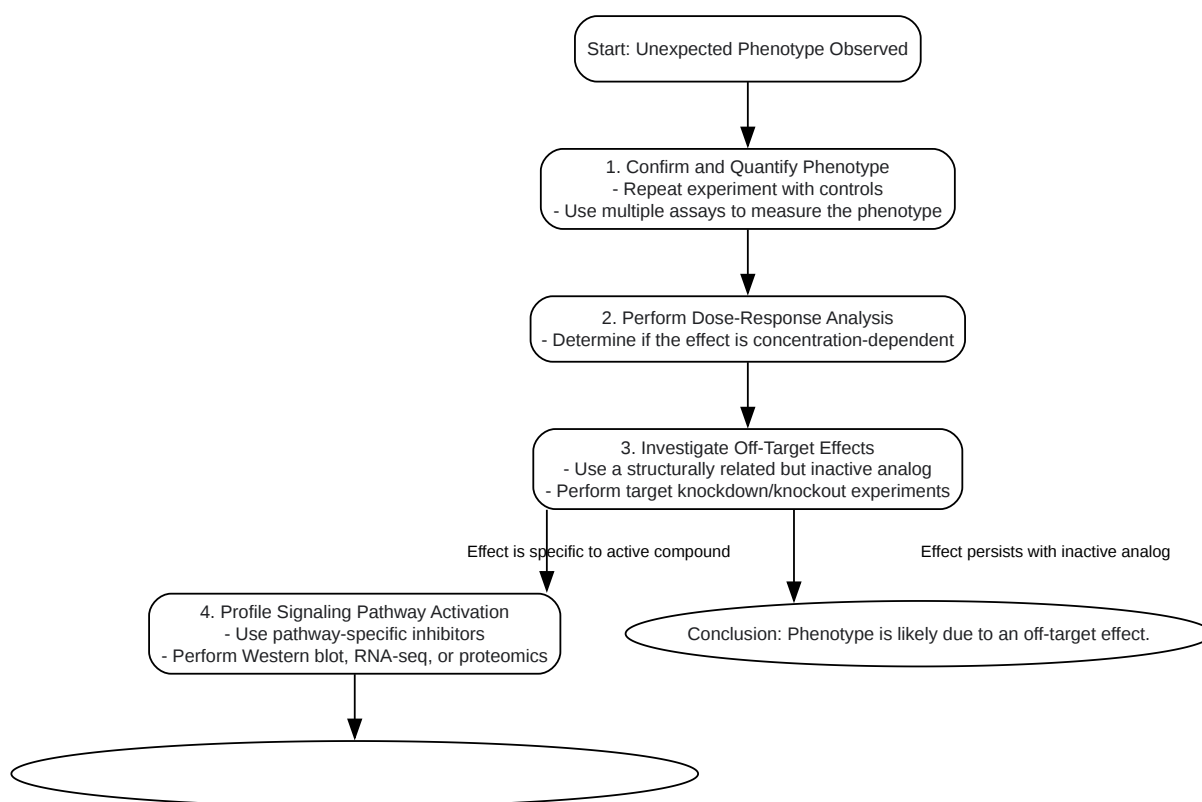 Start: Unexpected Phenotype Observed
1. Confirm and Quantify Phenotype
- Repeat experiment with controls
- Use multiple assays to measure the phenotype
2. Perform Dose-Response Analysis
- Determine if the effect is concentration-dependent
3. Investigate Off-Target Effects
- Use a structurally related but inactive analog
- Perform target knockdown/knockout experiments
Effect is specific to active compound
Effect persists with inactive analog
4. Profile Signaling Pathway Activation
- Use pathway-specific inhibitors
- Perform Western blot, RNA-seq, or proteomics
Conclusion: Phenotype is likely due to an off-target effect.